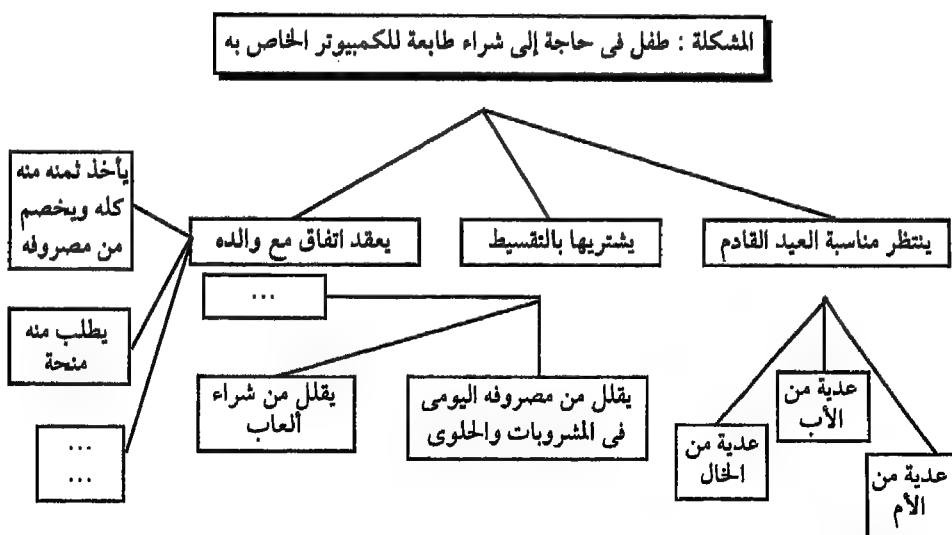 المشكلة : طفل فى حاجة إلى شراء طابعة للكمبيوتر الخاص به
ينتظر مناسبة العيد القادم
يشتريها بالتقسيط
يعقد اتفاق مع والده
يأخذ ثمنه منه
كله ويخصم
من مصروفه
يطلب منه
منحة
...
...
...
يقلل من مصروفه اليومى
فى المشروبات والحلوى
يقلل من شراء
ألعاب
عدية من
الأم
عدية من
الأب
عدية من
الخال